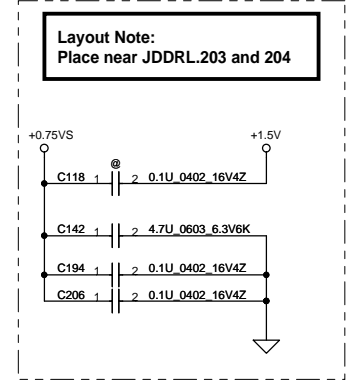 Layout Note:
Place near JDDRL.203 and 204
+0.75VS
+1.5V
@
C118 1 2 0.1U_0402_16V4Z
C142 1 2 4.7U_0603_6.3V6K
C194 1 2 0.1U_0402_16V4Z
C206 1 2 0.1U_0402_16V4Z